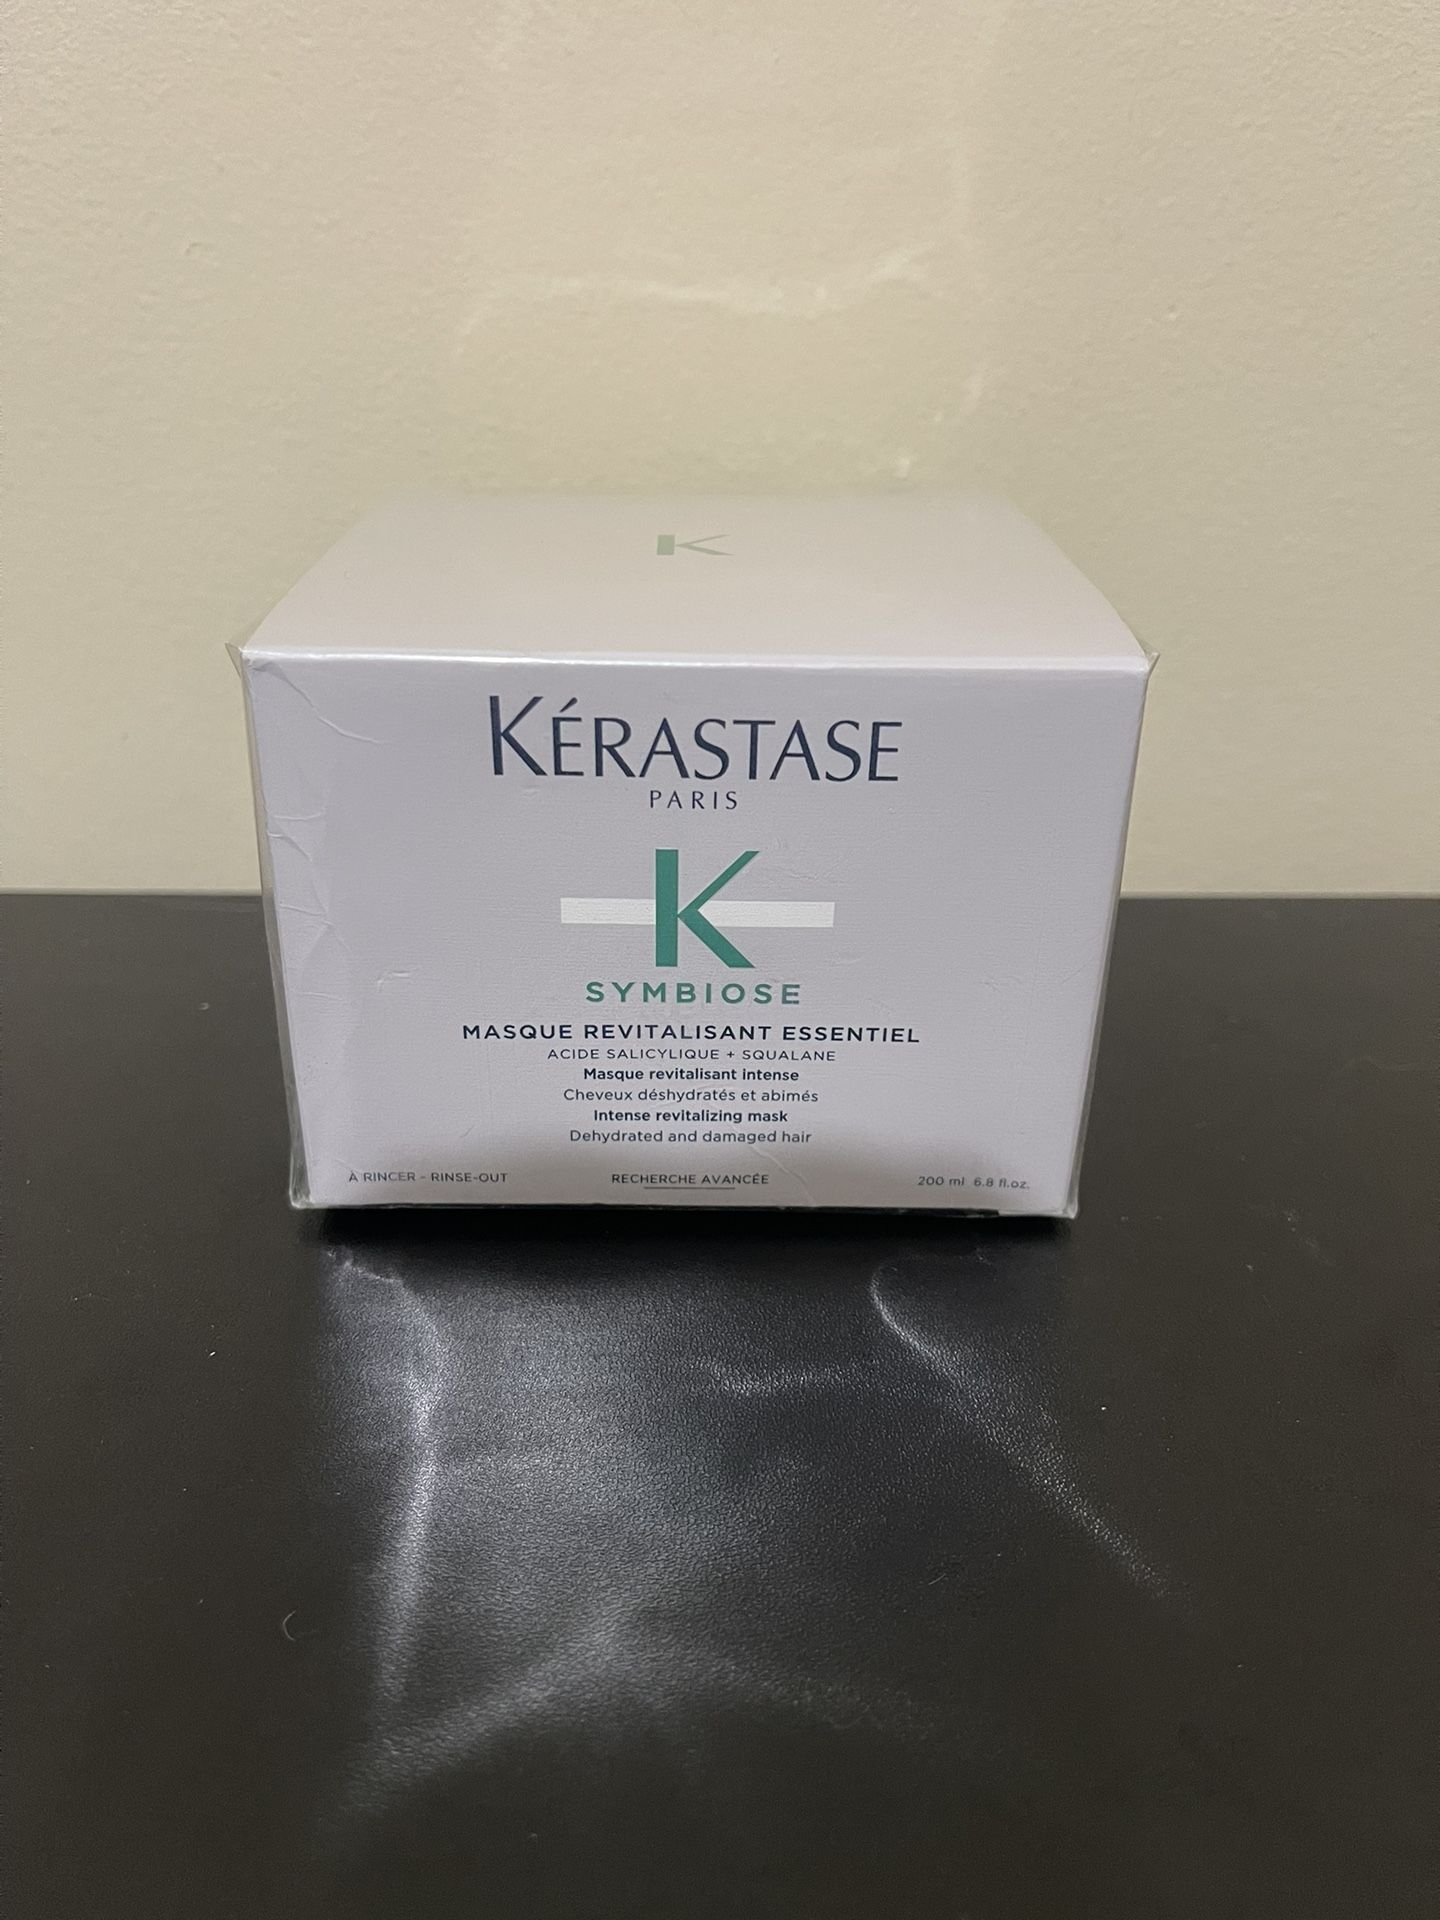 K
KÉRASTASE
PARIS
K
SYMBIOSE
MASQUE REVITALISANT ESSENTIEL
ACIDE SALICYLIQUE + SQUALANE
Masque revitalisant intense
Cheveux déshydratés et abimés
Intense revitalizing mask
Dehydrated and damaged hair
À RINCER - RINSE-OUT RECHERCHE AVANCÉE 200 ml 6.8 fl.oz.